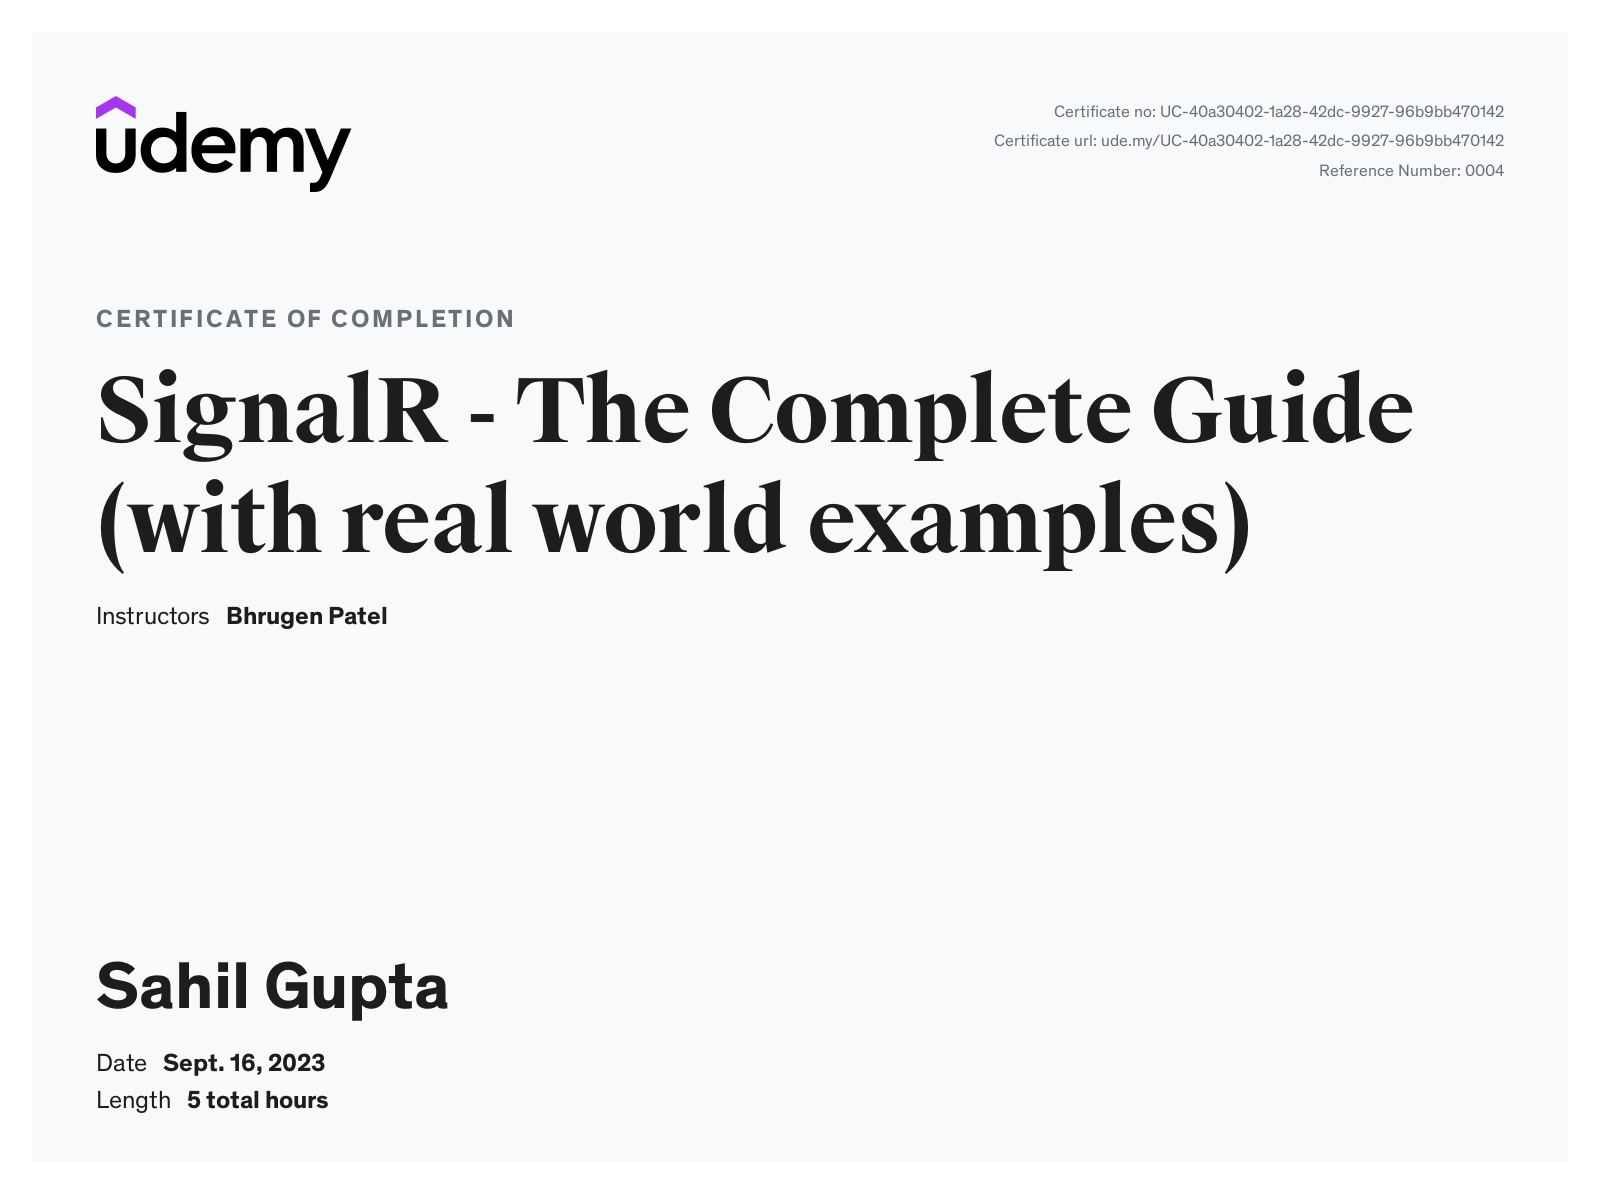 udemy
Certificate no: UC-40a30402-1a28-42dc-9927-96b9bb470142
Certificate url: ude.my/UC-40a30402-1a28-42dc-9927-96b9bb470142
Reference Number: 0004
CERTIFICATE OF COMPLETION
SignalR - The Complete Guide
(with real world examples)
Instructors Bhrugen Patel
Sahil Gupta
Date Sept. 16, 2023
Length 5 total hours